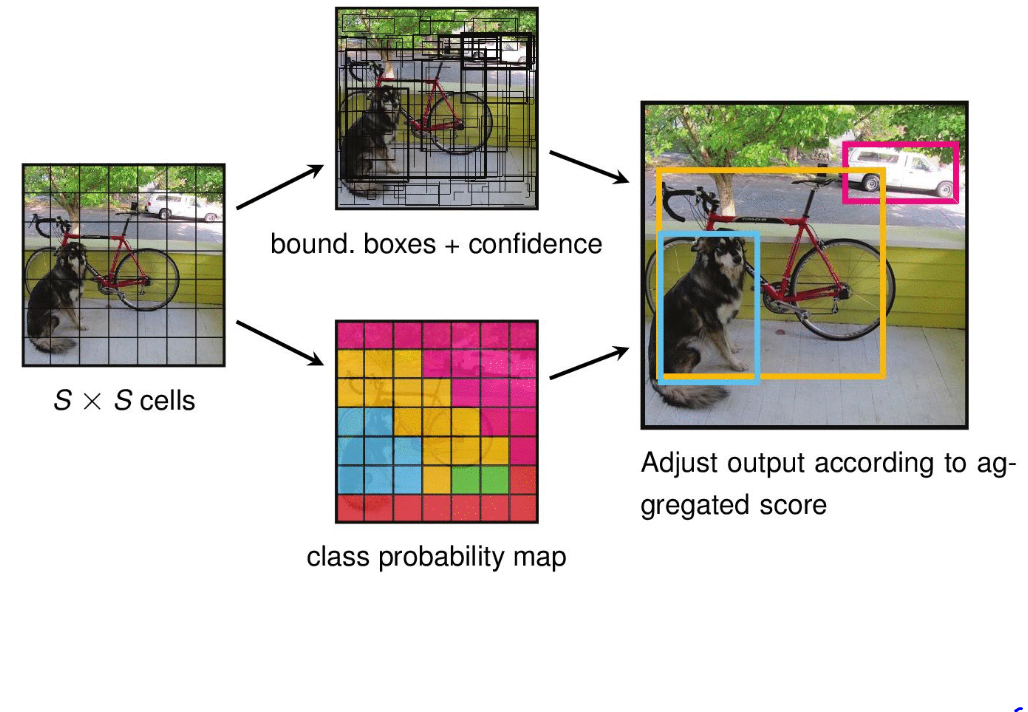 bound. boxes + confidence
S × S cells
Adjust output according to ag-
gregated score
class probability map